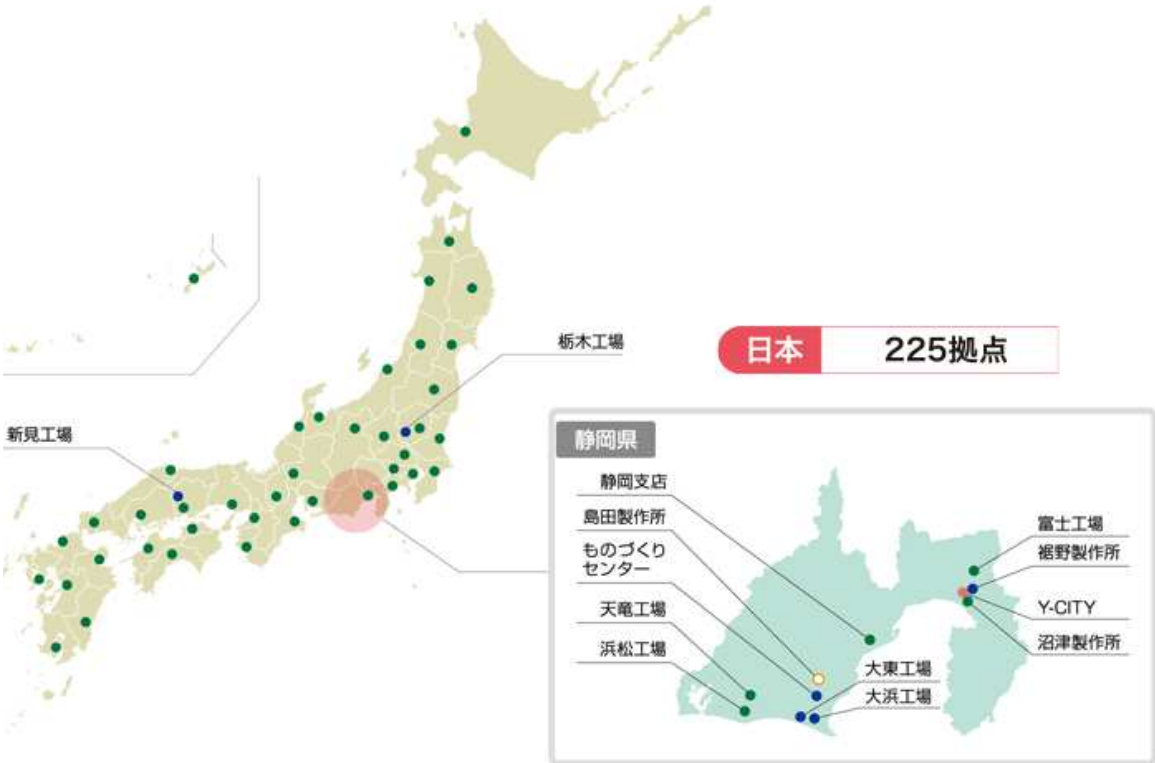 栃木工場
日本
225拠点
新見工場
静岡県
静岡支店
島田製作所
ものづくり
センター
天竜工場
浜松工場
大東工場
大浜工場
富士工場
裾野製作所
Y-CITY
沼津製作所